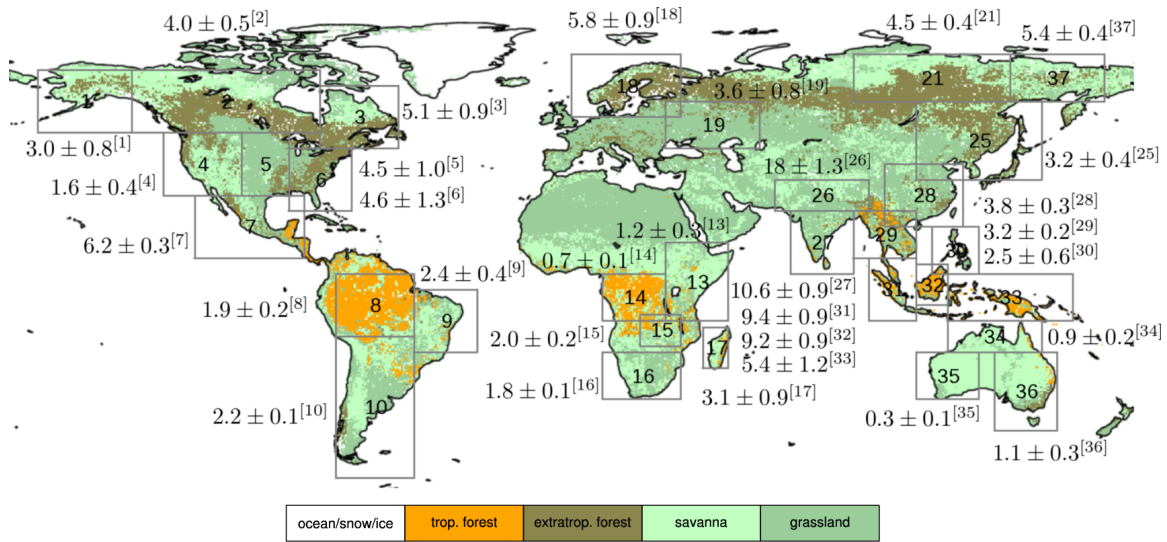 4.0 ± 0.5[2]
5.8 ± 0.9[18]
4.5 ± 0.4[21]
5.4 ± 0.4[37]
1
2
3
18
3.6 ± 0.8[19]
21
37
5.1 ± 0.9[3]
19
25
3.0 ± 0.8[1]
4
5
6
4.5 ± 1.0[5]
18 ± 1.3[26]
3.2 ± 0.4[25]
1.6 ± 0.4[4]
4.6 ± 1.3[6]
26
28
3.8 ± 0.3[28]
6.2 ± 0.3[7]
7
1.2 ± 0.3[13]
27
29
30
3.2 ± 0.2[29]
2.5 ± 0.6[30]
2.4 ± 0.4[9]
0.7 ± 0.1[14]
13
10.6 ± 0.9[27]
31
32
33
1.9 ± 0.2[8]
8
9
14
9.4 ± 0.9[31]
2.0 ± 0.2[15]
15
17
9.2 ± 0.9[32]
34
0.9 ± 0.2[34]
5.4 ± 1.2[33]
1.8 ± 0.1[16]
16
3.1 ± 0.9[17]
35
36
2.2 ± 0.1[10]
10
0.3 ± 0.1[35]
1.1 ± 0.3[36]
ocean/snow/ice
trop. forest
extratrop. forest
savanna
grassland